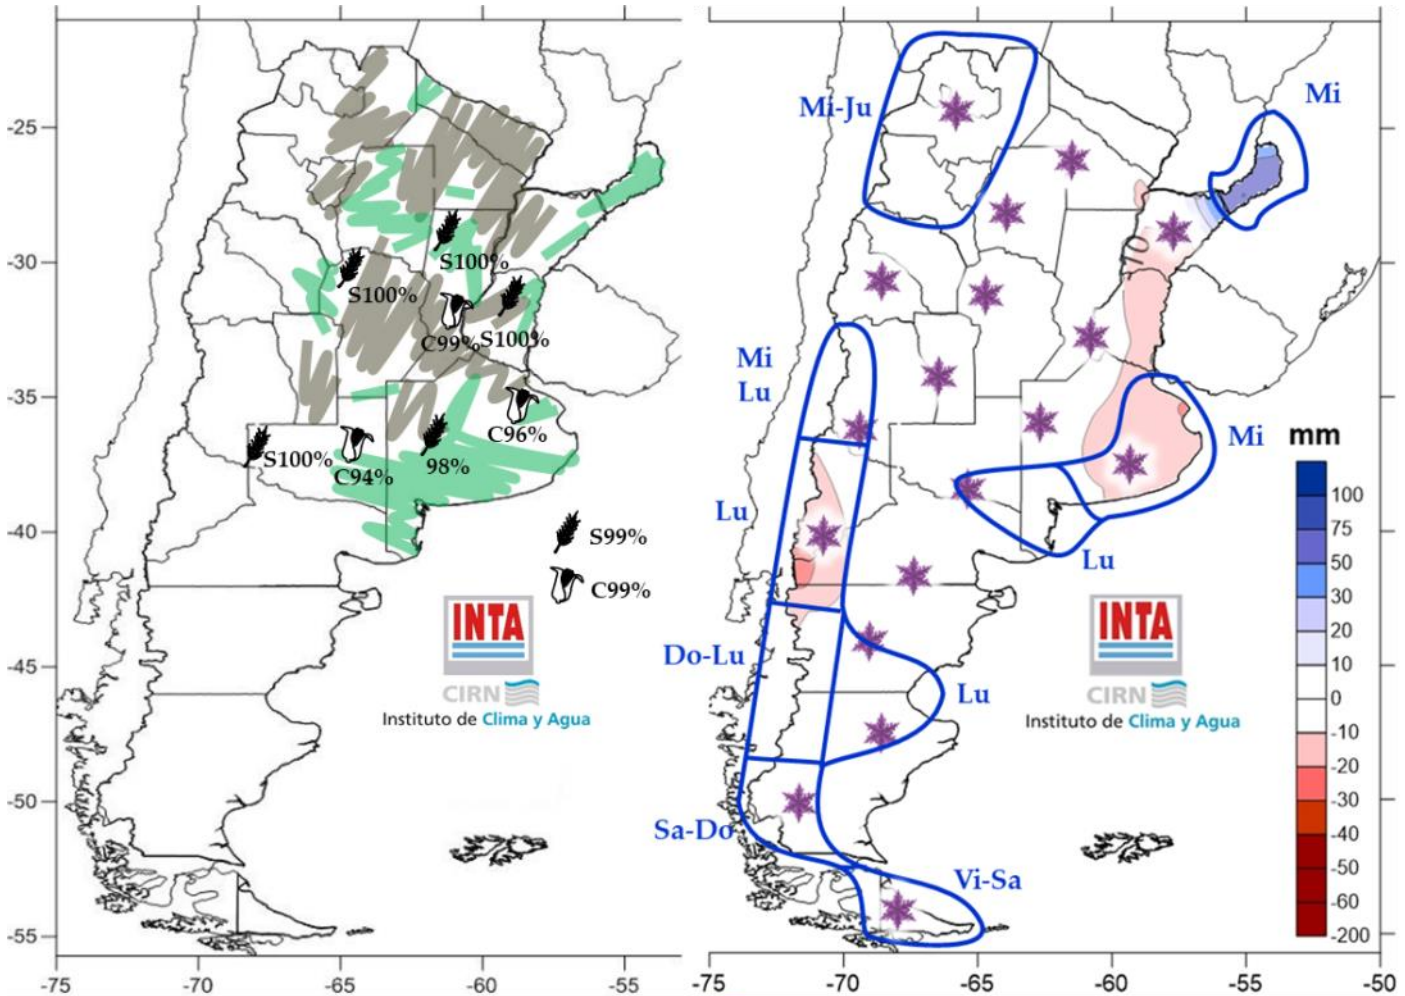 -25
-30
-35
-40
-45
-50
-55
S100%
S100%
C99%
S100%
C96%
S100%
C94%
98%
S99%
C99%
INTA
CIRN
Instituto de Clima y Agua
-75
-70
-65
-60
-55
Mi-Ju
Mi
10
Mi
Lu
Mi
Lu
Lu
Do-Lu
Lu
Sa-Do
Vi-Sa
INTA
CIRN
Instituto de Clima y Agua
mm
100
75
50
30
20
10
0
-10
-20
-30
-40
-50
-60
-200
-75
-70
-65
-60
-55
-50